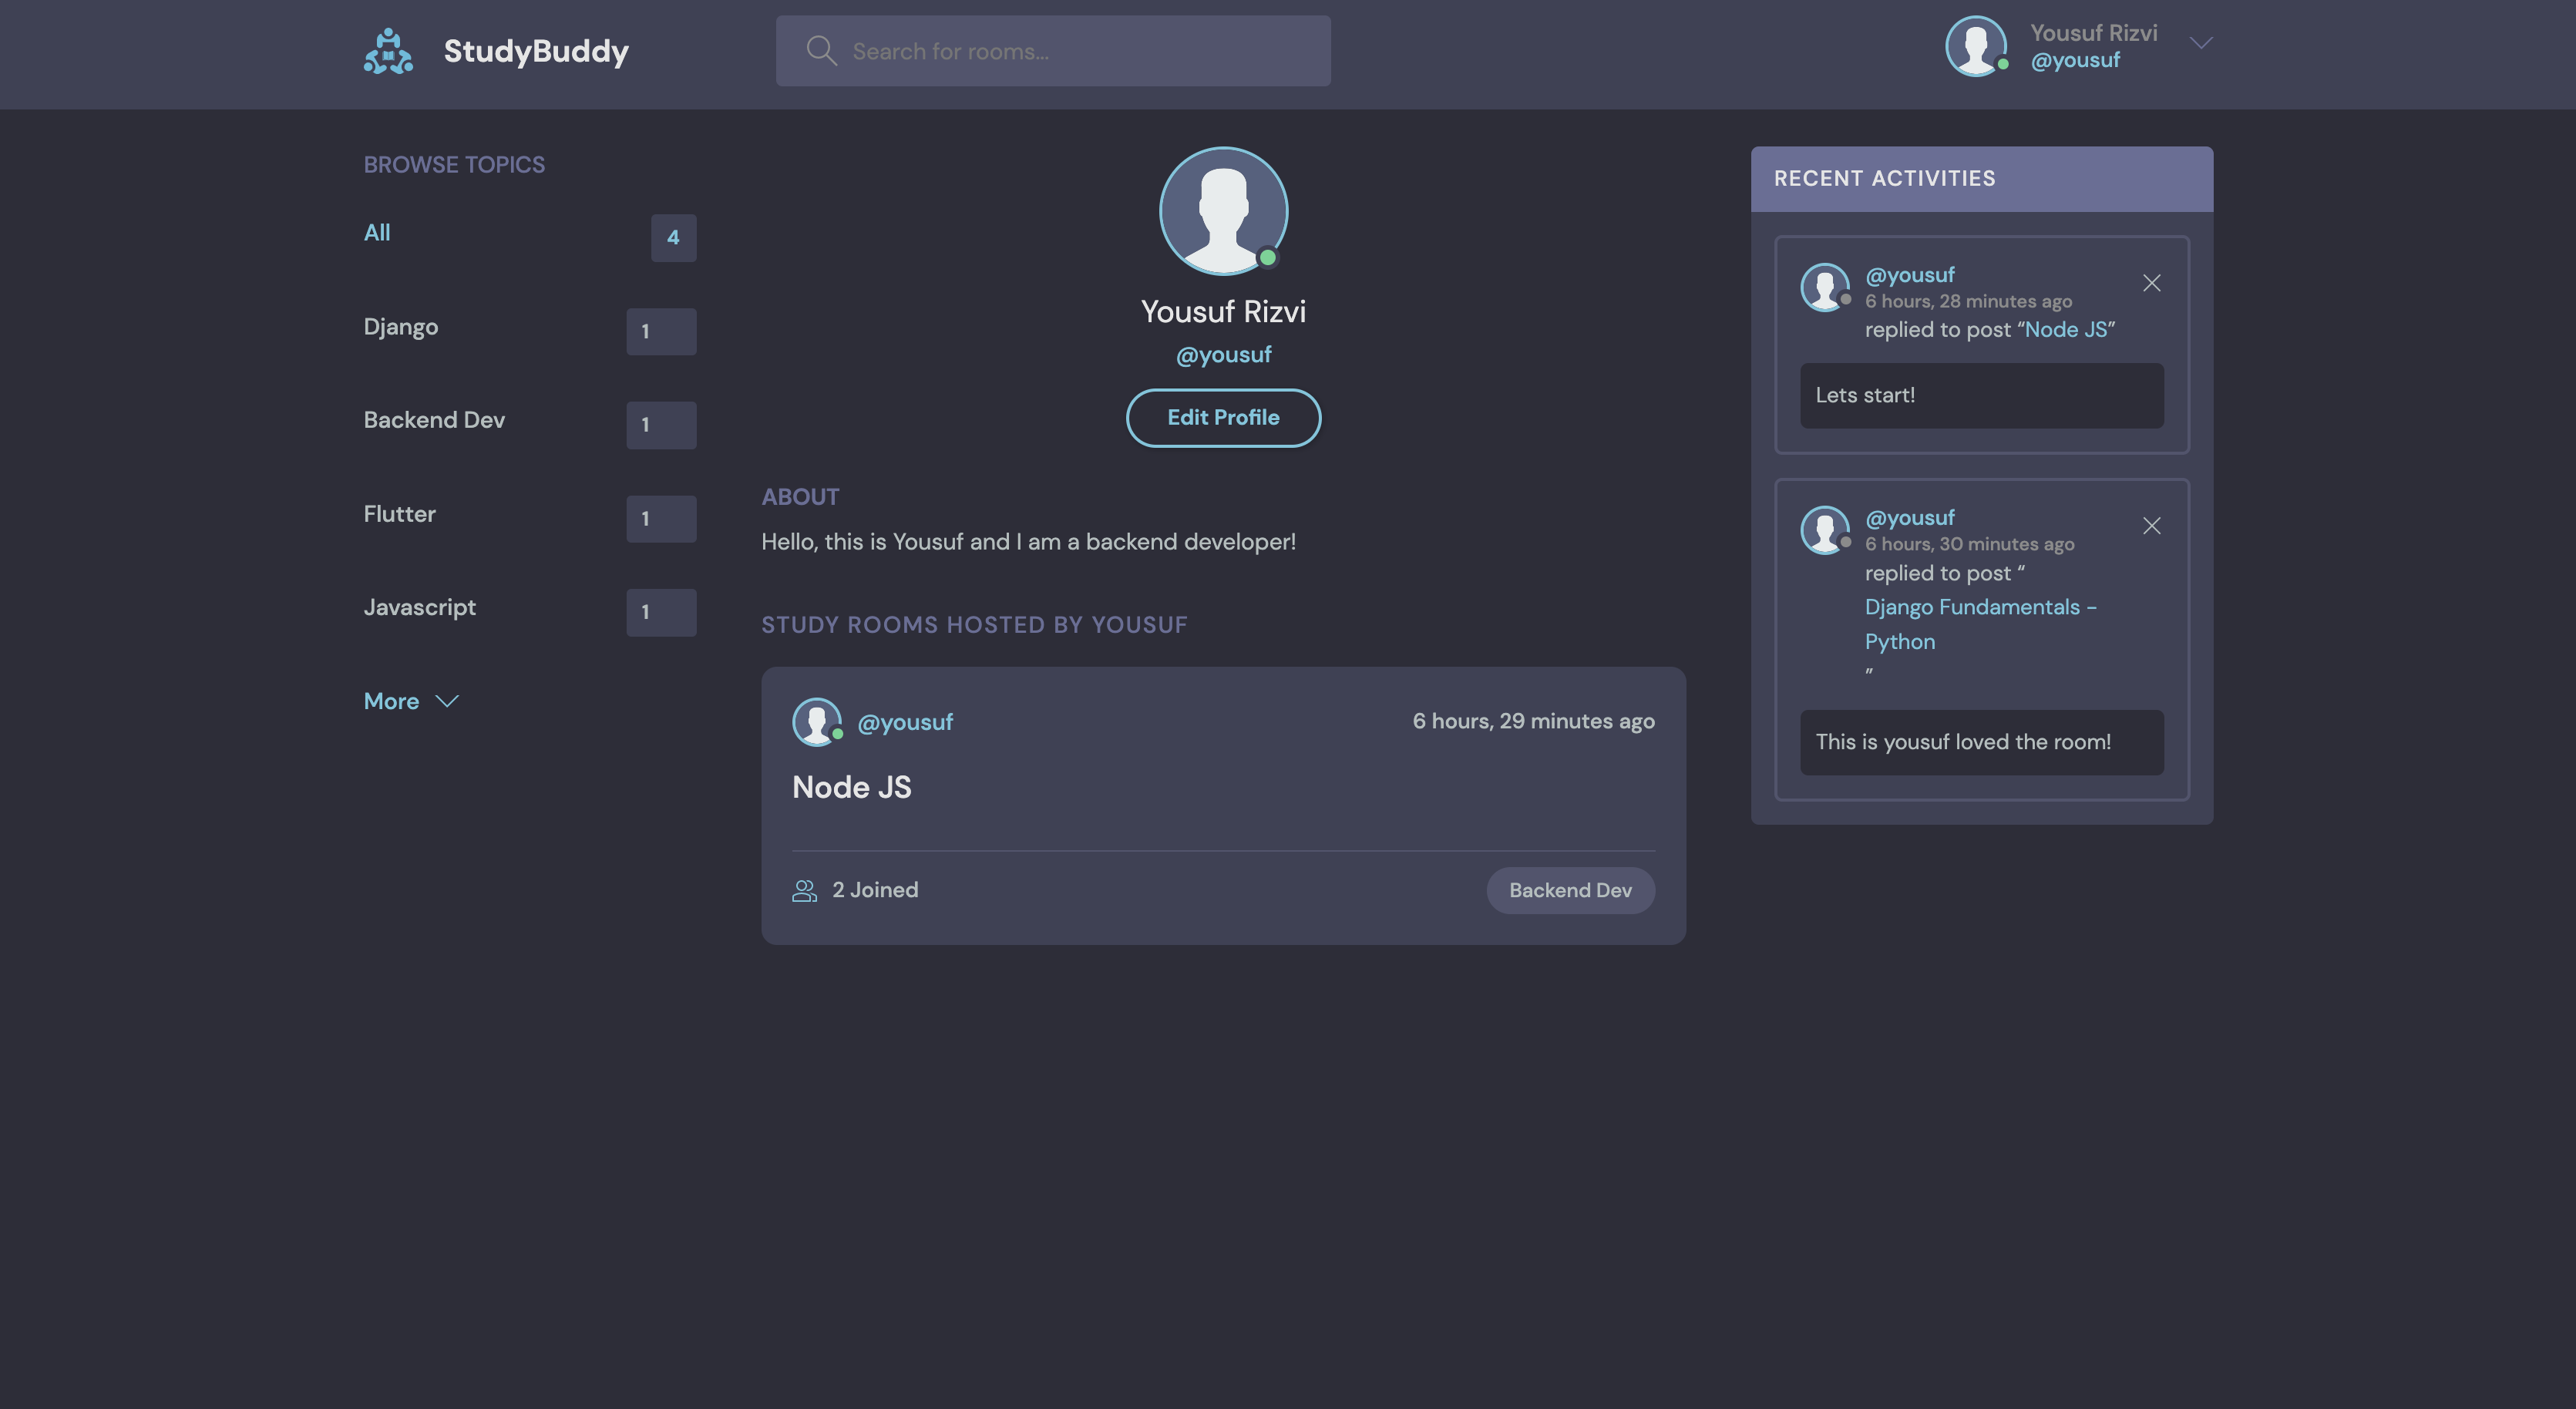 StudyBuddy
Search for rooms...
Yousuf Rizvi
@yousuf
BROWSE TOPICS
All 4
Django 1
Backend Dev 1
Flutter 1
Javascript 1
More
Yousuf Rizvi
@yousuf
Edit Profile
ABOUT
Hello, this is Yousuf and I am a backend developer!
STUDY ROOMS HOSTED BY YOUSUF
@yousuf 6 hours, 29 minutes ago
Node JS
2 Joined Backend Dev
RECENT ACTIVITIES
@yousuf
6 hours, 28 minutes ago
replied to post “Node JS”
Lets start!
@yousuf
6 hours, 30 minutes ago
replied to post “
Django Fundamentals -
Python
”
This is yousuf loved the room!